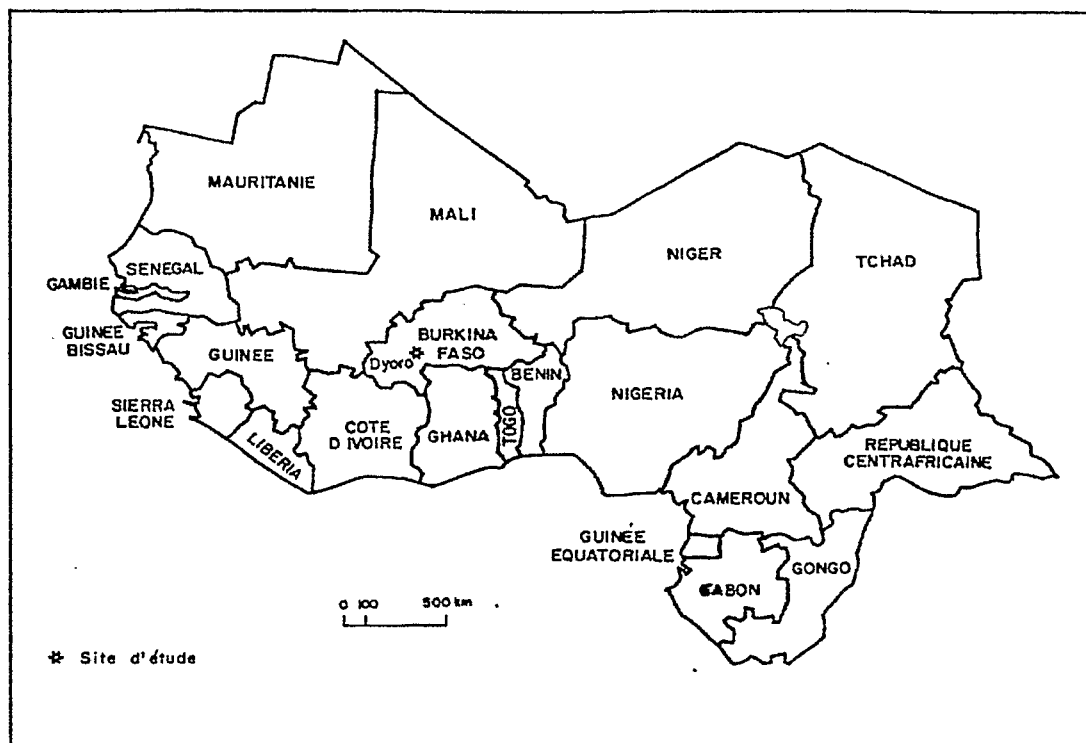 MAURITANIE
MALI
NIGER
TCHAD
SENEGAL
GAMBIE
GUINEE
BISSAU
GUINEE
BURKINA
FASO
Dyoro
BENIN
NIGERIA
SIERRA
LEONE
LIBERIA
COTE
D'IVOIRE
GHANA
TOGO
REPUBLIQUE
CENTRAFRICAINE
CAMEROUN
GUINÉE
EQUATORIALE
GONGO
GABON
0 100 500 km
* Site d'étude